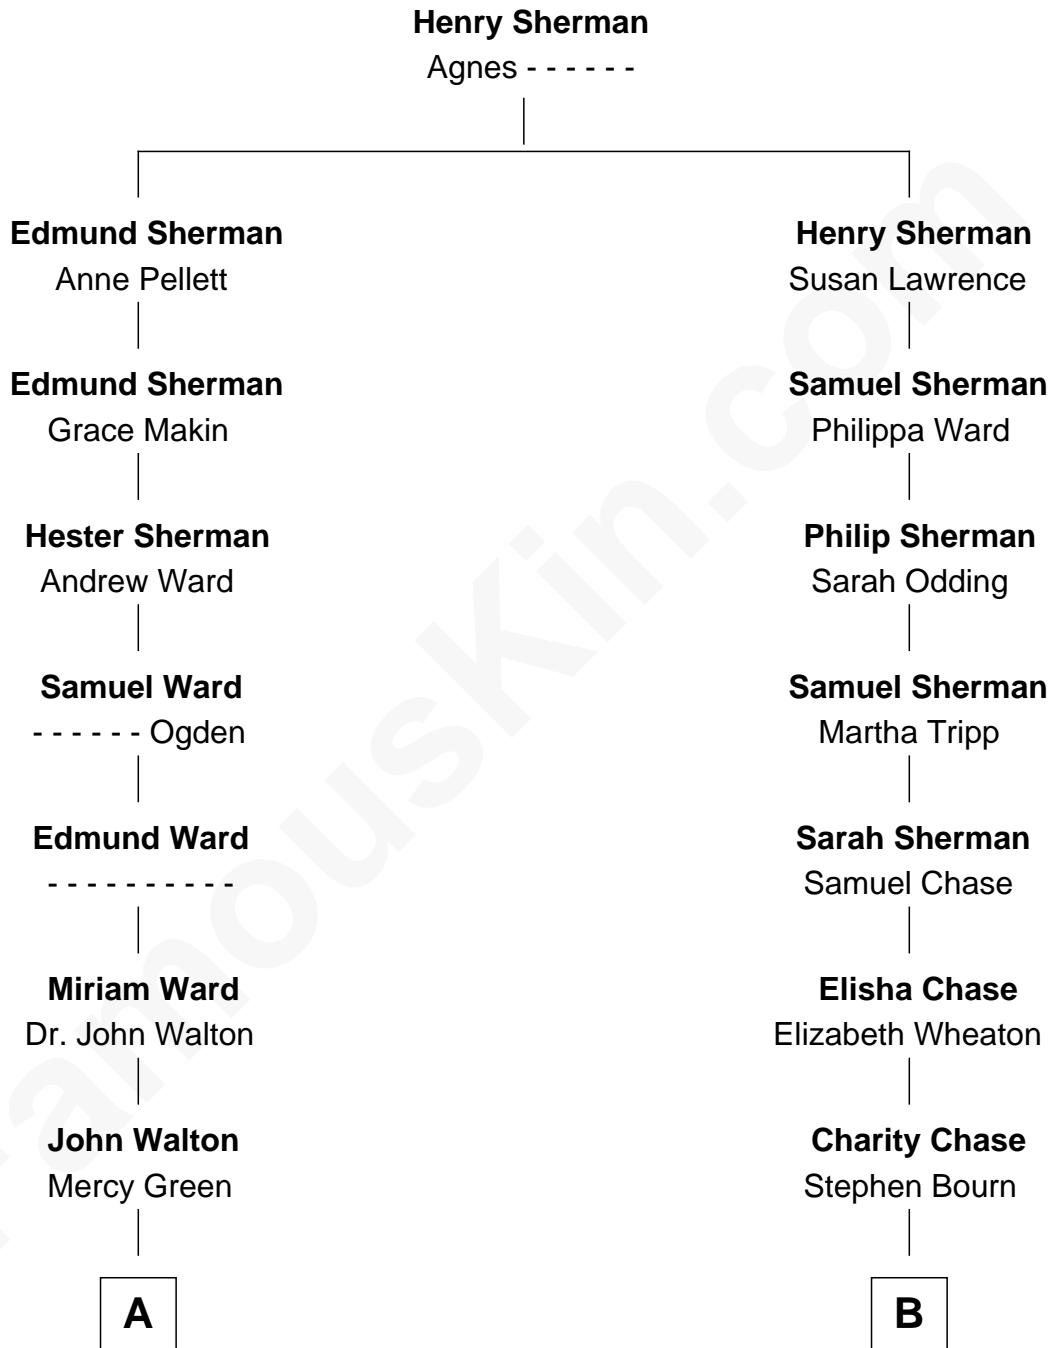 Henry Sherman
Agnes - - - - - -
Edmund Sherman
Anne Pellett
Edmund Sherman
Grace Makin
Hester Sherman
Andrew Ward
Samuel Ward
- - - - - - Ogden
Edmund Ward
- - - - - - - - - -
Miriam Ward
Dr. John Walton
John Walton
Mercy Green
A
Henry Sherman
Susan Lawrence
Samuel Sherman
Philippa Ward
Philip Sherman
Sarah Odding
Samuel Sherman
Martha Tripp
Sarah Sherman
Samuel Chase
Elisha Chase
Elizabeth Wheaton
Charity Chase
Stephen Bourn
B
FamousKin.com